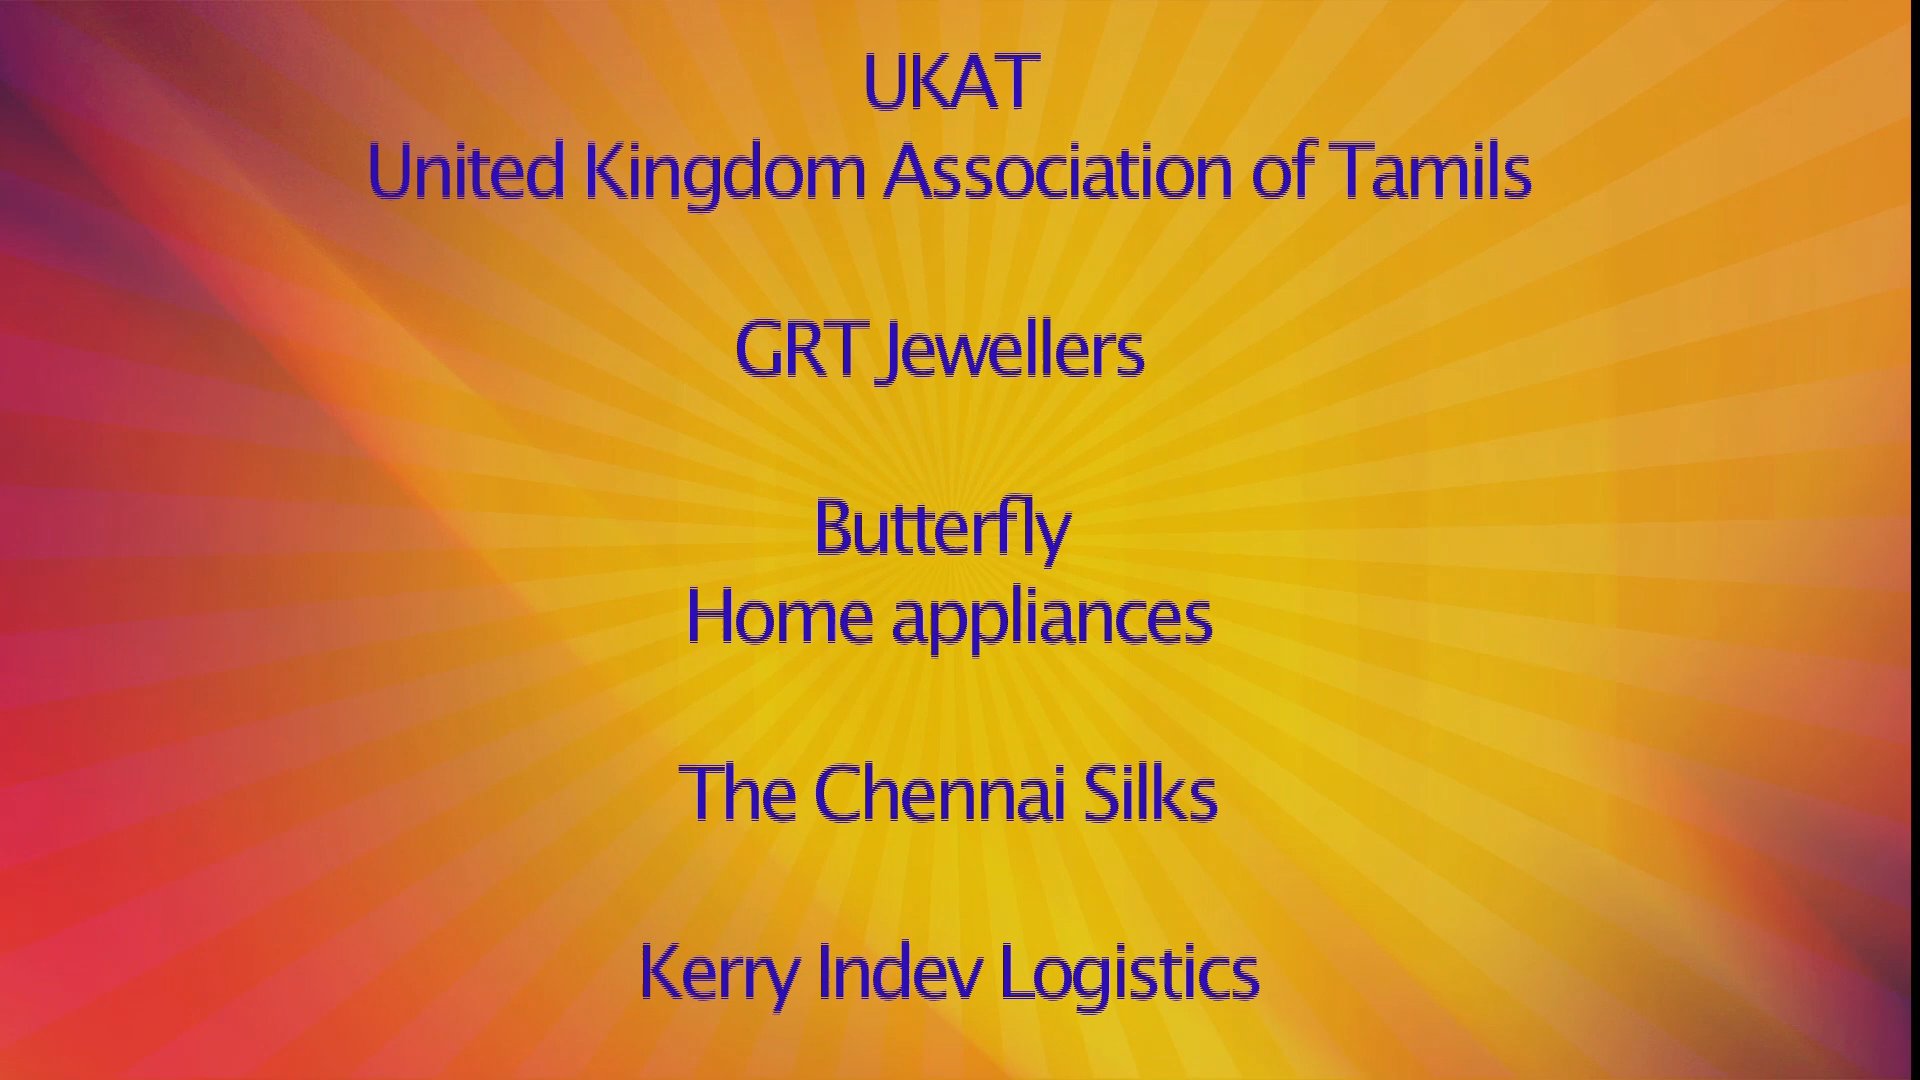 UKAT
United Kingdom Association of Tamils
GRT Jewellers
Butterfly
Home appliances
The Chennai Silks
Kerry Indev Logistics